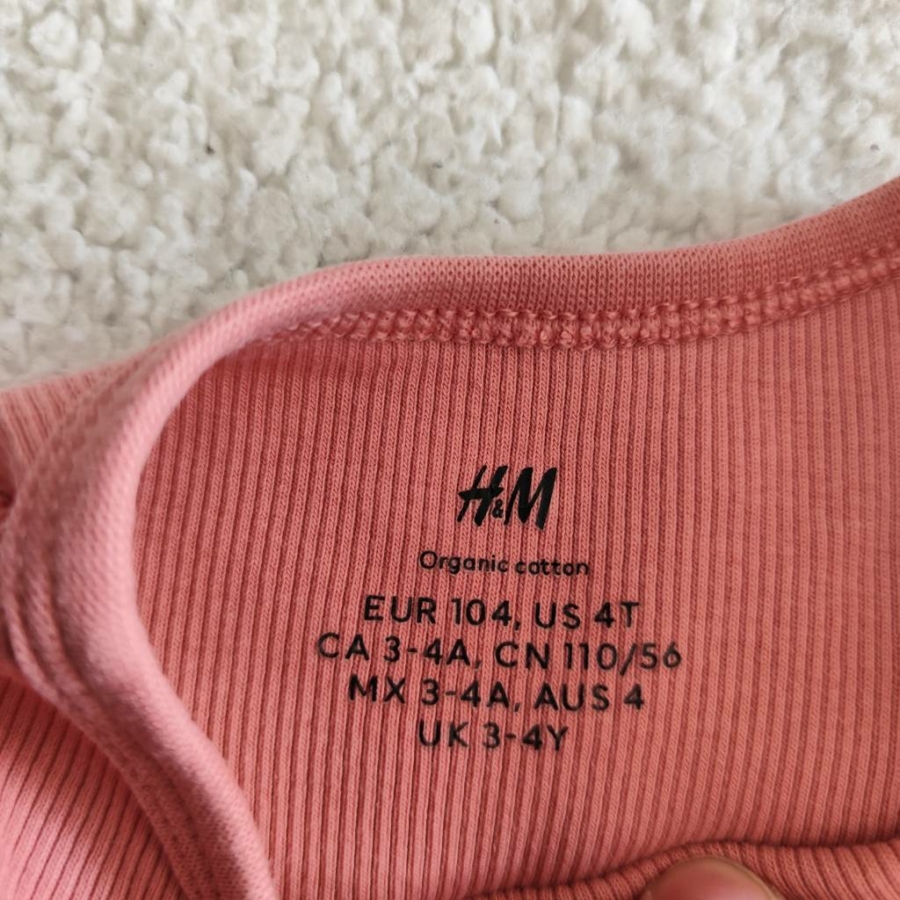 H&M
Organic cotton
EUR 104, US 4T
CA 3-4A, CN 110/56
MX 3-4A, AUS 4
UK 3-4Y